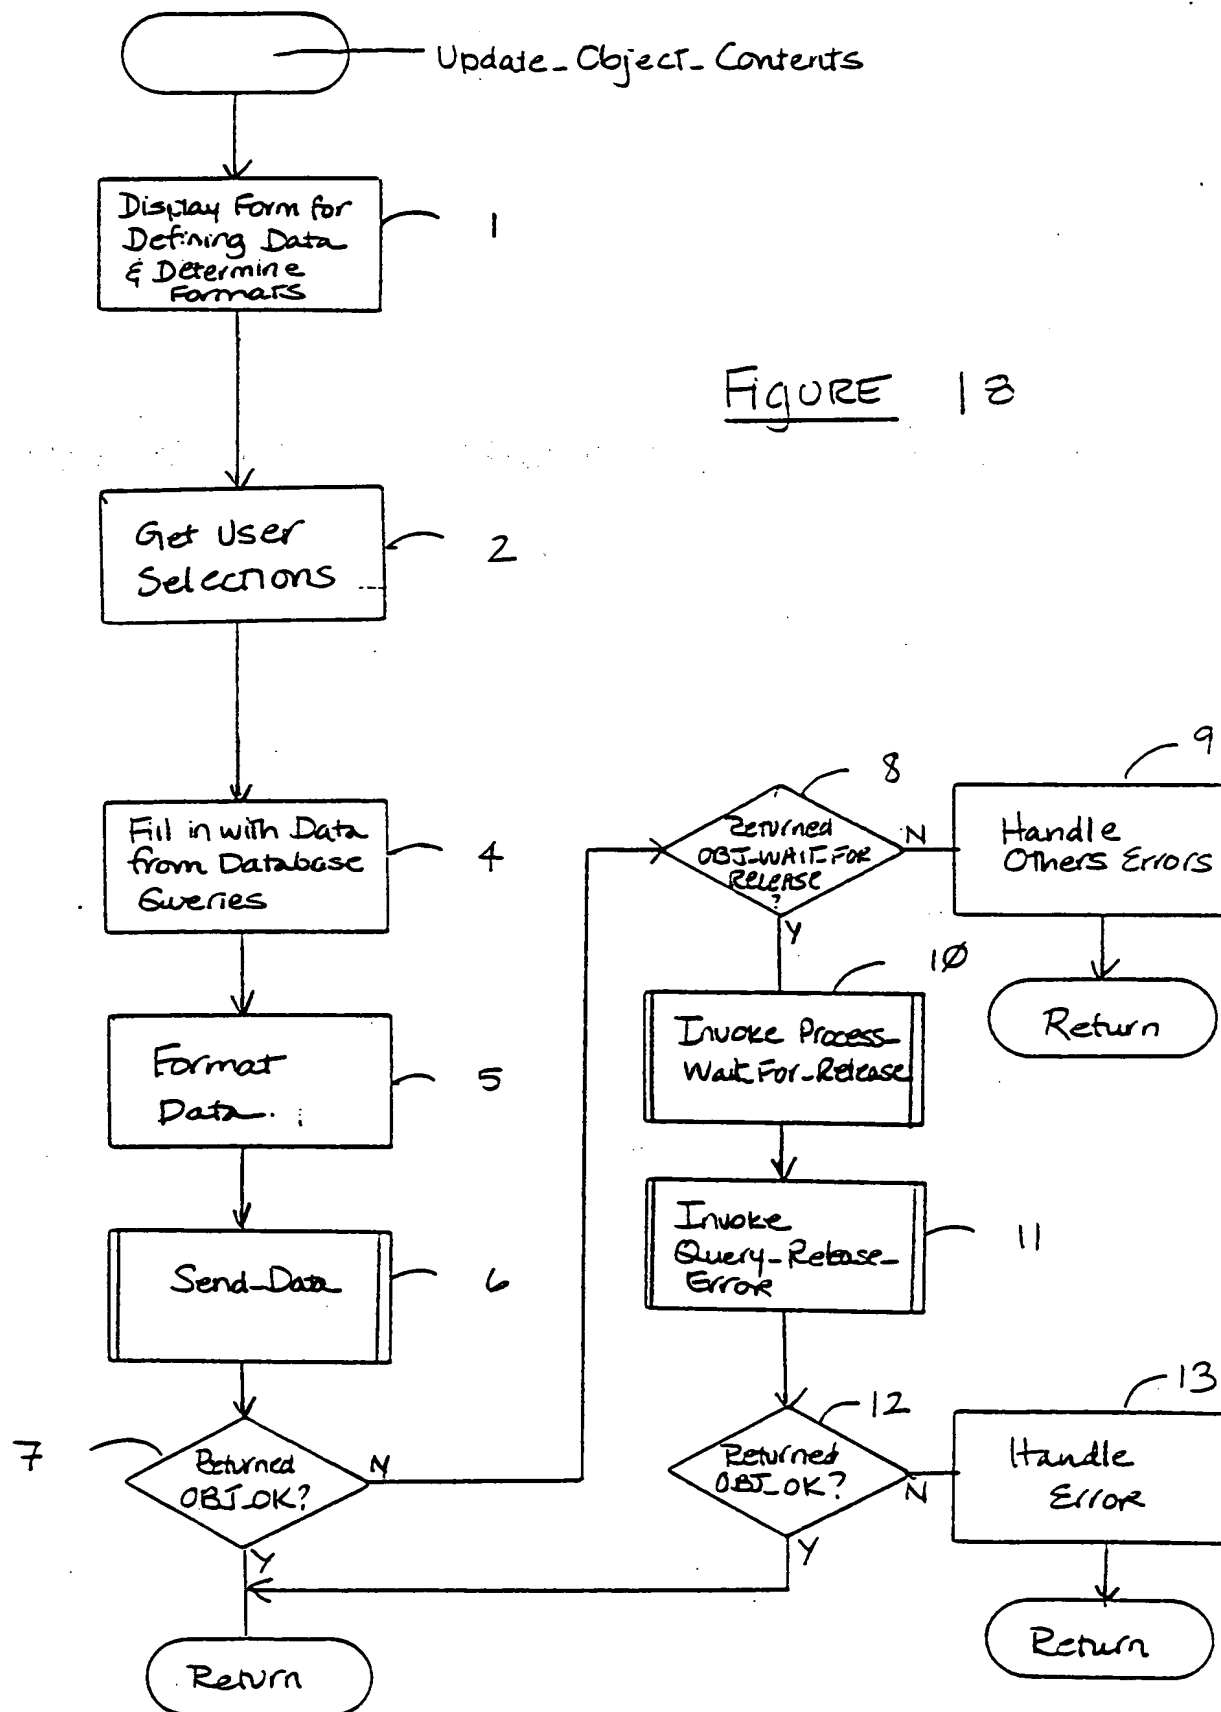 Update_Object_Contents
Display Form for
Defining Data
& Determine
Formats
1
FIGURE 18
Get User
Selections
2
Fill in with Data
from Database
Queries
4
Format
Data.
5
Send_Data
6
7
Returned
OBJ_OK?
N
Y
Return
8
Returned
OBJ_WAIT_FOR
RELEASE
?
N
Y
9
Handle
Others Errors
Return
10
Invoke Process_
Wait_For_Release
Invoke
Query_Release_
Error
11
12
Returned
OBJ_OK?
N
Y
13
Handle
Error
Return